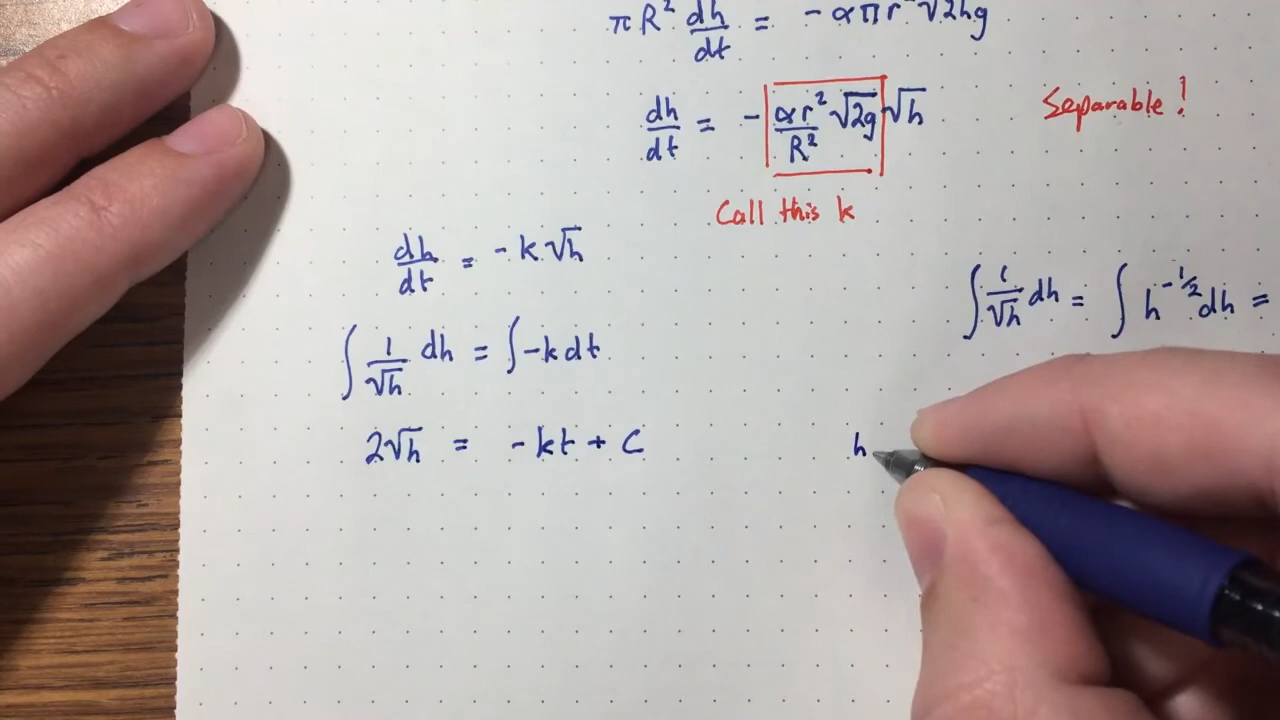 πR² dh/dt = -απr²√2hg
dh/dt = - αr²/R² √2g √h
Separable!
Call this k
dh/dt = -k√h
∫ 1/√h dh = ∫ h^-1/2 dh =
∫ 1/√h dh = ∫-k dt
2√h = -kt + C
h